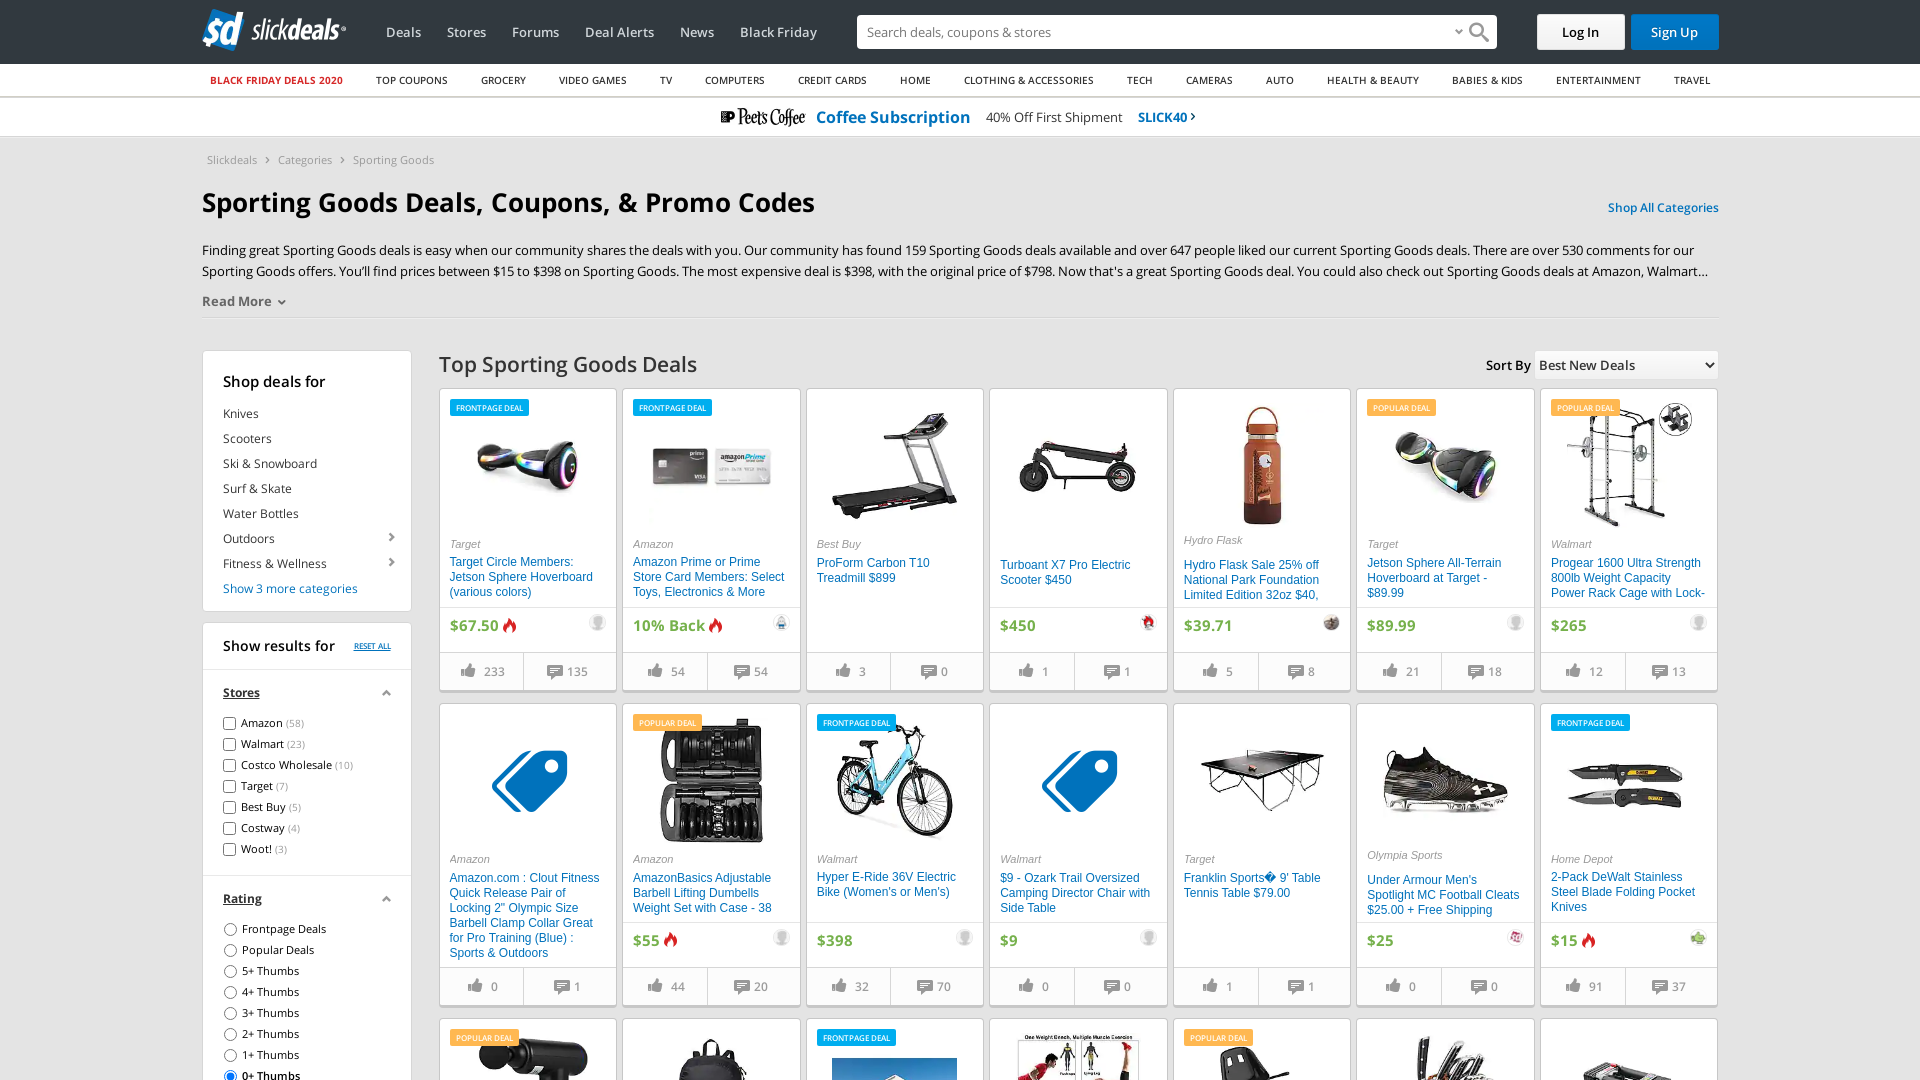 slickdeals
Deals
Stores
Forums
Deal Alerts
News
Black Friday
Search deals, coupons & stores
Log In
Sign Up
BLACK FRIDAY DEALS 2020
TOP COUPONS
GROCERY
VIDEO GAMES
TV
COMPUTERS
CREDIT CARDS
HOME
CLOTHING & ACCESSORIES
TECH
CAMERAS
AUTO
HEALTH & BEAUTY
BABIES & KIDS
ENTERTAINMENT
TRAVEL
Peet's Coffee Coffee Subscription 40% Off First Shipment SLICK40
Slickdeals > Categories > Sporting Goods
Sporting Goods Deals, Coupons, & Promo Codes
Shop All Categories
Finding great Sporting Goods deals is easy when our community shares the deals with you. Our community has found 159 Sporting Goods deals available and over 647 people liked our current Sporting Goods deals. There are over 530 comments for our
Sporting Goods offers. You'll find prices between $15 to $398 on Sporting Goods. The most expensive deal is $398, with the original price of $798. Now that's a great Sporting Goods deal. You could also check out Sporting Goods deals at Amazon, Walmart…
Read More
Shop deals for
Knives
Scooters
Ski & Snowboard
Surf & Skate
Water Bottles
Outdoors
Fitness & Wellness
Show 3 more categories
Show results for
RESET ALL
Stores
Amazon (58)
Walmart (23)
Costco Wholesale (10)
Target (7)
Best Buy (5)
Costway (4)
Woot! (3)
Rating
Frontpage Deals
Popular Deals
5+ Thumbs
4+ Thumbs
3+ Thumbs
2+ Thumbs
1+ Thumbs
0+ Thumbs
Top Sporting Goods Deals
Sort By
Best New Deals
FRONTPAGE DEAL
Target
Target Circle Members:
Jetson Sphere Hoverboard
(various colors)
$67.50
233
135
FRONTPAGE DEAL
Amazon
Amazon Prime or Prime
Store Card Members: Select
Toys, Electronics & More
10% Back
54
54
Best Buy
ProForm Carbon T10
Treadmill $899
3
0
Turboant X7 Pro Electric
Scooter $450
$450
1
1
Hydro Flask
Hydro Flask Sale 25% off
National Park Foundation
Limited Edition 32oz $40,
$39.71
5
8
POPULAR DEAL
Target
Jetson Sphere All-Terrain
Hoverboard at Target -
$89.99
$89.99
21
18
POPULAR DEAL
Walmart
Progear 1600 Ultra Strength
800lb Weight Capacity
Power Rack Cage with Lock-
$265
12
13
Amazon
Amazon.com : Clout Fitness
Quick Release Pair of
Locking 2" Olympic Size
Barbell Clamp Collar Great
for Pro Training (Blue) :
Sports & Outdoors
0
1
POPULAR DEAL
Amazon
AmazonBasics Adjustable
Barbell Lifting Dumbells
Weight Set with Case - 38
$55
44
20
FRONTPAGE DEAL
Walmart
Hyper E-Ride 36V Electric
Bike (Women's or Men's)
$398
32
70
Walmart
$9 - Ozark Trail Oversized
Camping Director Chair with
Side Table
$9
0
0
Target
Franklin Sports� 9' Table
Tennis Table $79.00
1
1
Olympia Sports
Under Armour Men's
Spotlight MC Football Cleats
$25.00 + Free Shipping
$25
0
0
FRONTPAGE DEAL
Home Depot
2-Pack DeWalt Stainless
Steel Blade Folding Pocket
Knives
$15
91
37
POPULAR DEAL
FRONTPAGE DEAL
One Weight Bench, Multiple Muscle Exercise
POPULAR DEAL